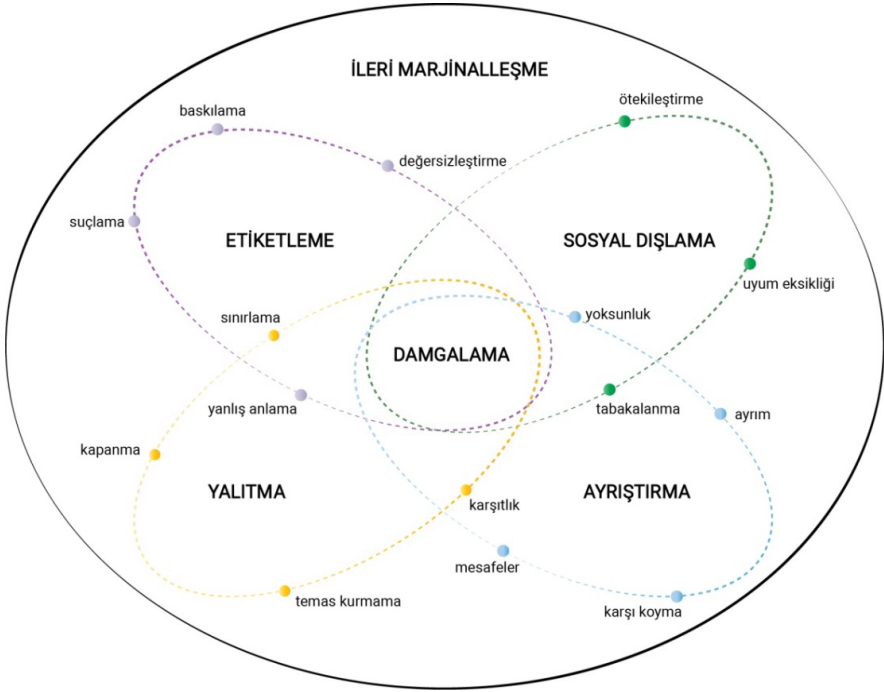 İLERİ MARJİNALLEŞME
baskılama
ötekileştirme
değersizleştirme
suçlama
ETİKETLEME
SOSYAL DIŞLAMA
uyum eksikliği
sınırlama
yoksunluk
DAMGALAMA
yanlış anlama
tabakalanma
ayrım
kapanma
YALITMA
karşıtlık
AYRIŞTIRMA
mesafeler
temas kurmama
karşı koyma